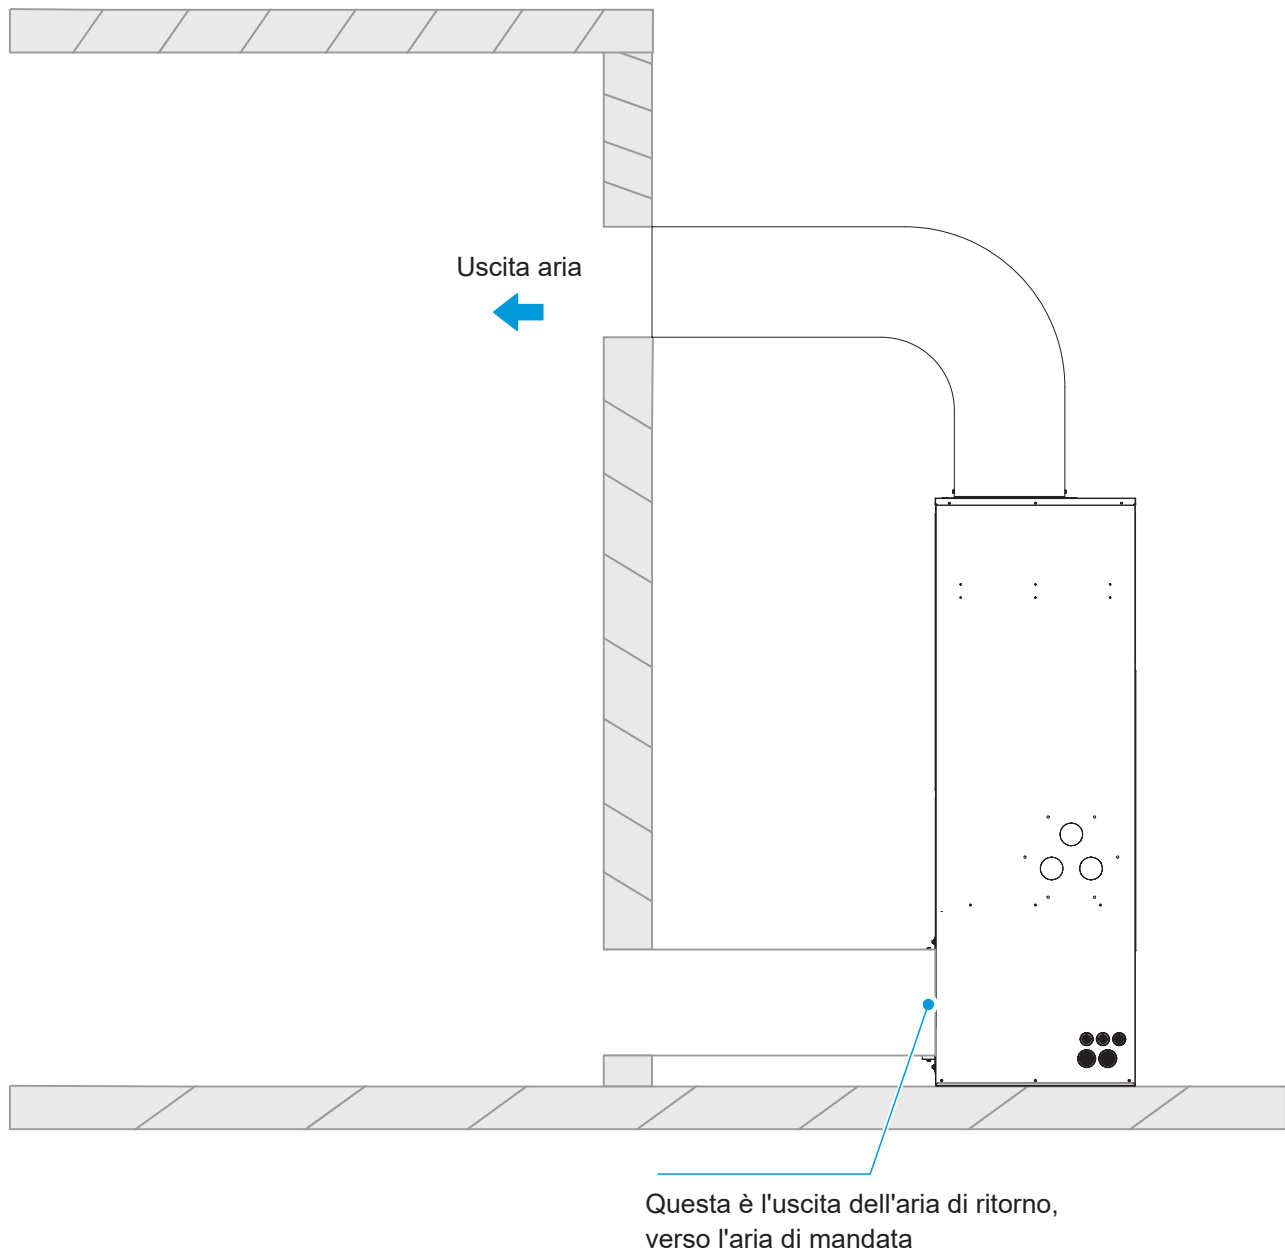 Uscita aria
Questa è l'uscita dell'aria di ritorno,
verso l'aria di mandata